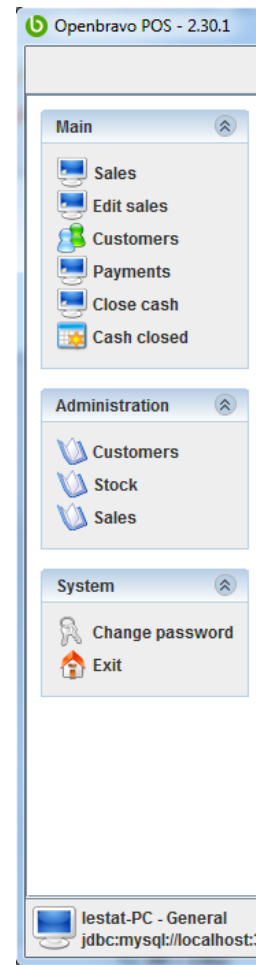 Openbravo POS - 2.30.1
Main
Sales
Edit sales
Customers
Payments
Close cash
Cash closed
Administration
Customers
Stock
Sales
System
Change password
Exit
lestat-PC - General
jdbc:mysql://localhost: